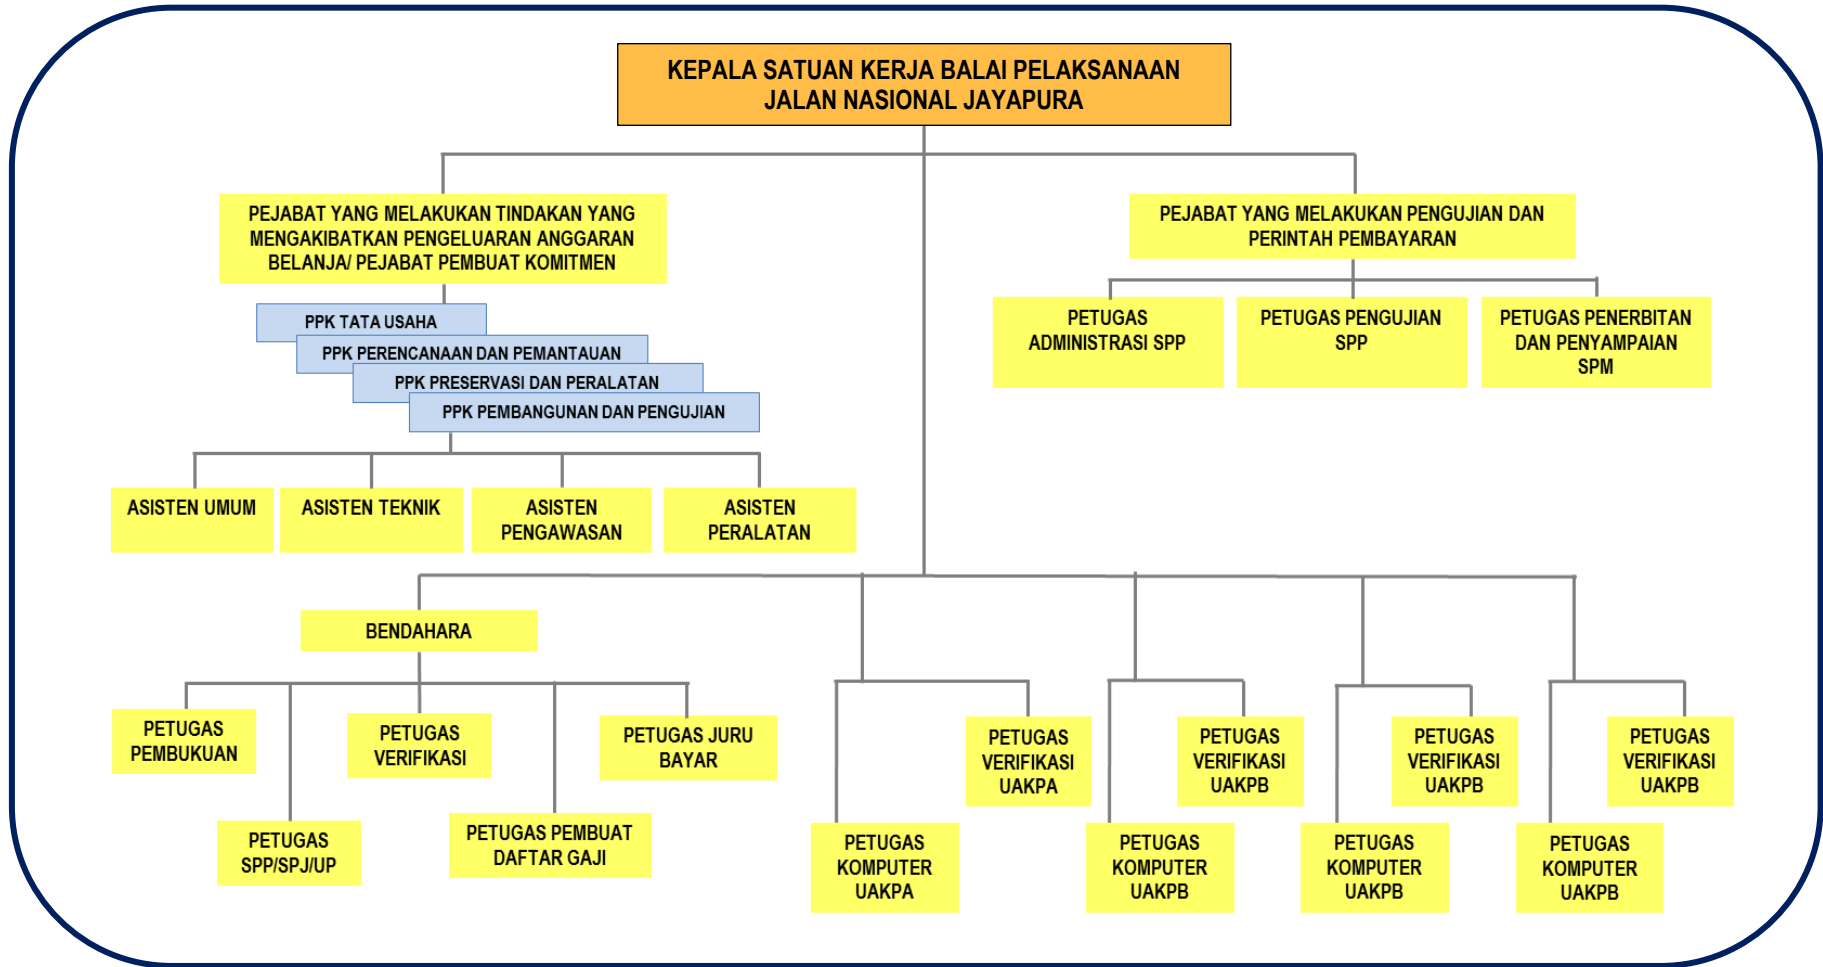 KEPALA SATUAN KERJA BALAI PELAKSANAAN
JALAN NASIONAL JAYAPURA
PEJABAT YANG MELAKUKAN TINDAKAN YANG
MENGAKIBATKAN PENGELUARAN ANGGARAN
BELANJA/ PEJABAT PEMBUAT KOMITMEN
PEJABAT YANG MELAKUKAN PENGUJIAN DAN
PERINTAH PEMBAYARAN
PPK TATA USAHA
PPK PERENCANAAN DAN PEMANTAUAN
PPK PRESERVASI DAN PERALATAN
PPK PEMBANGUNAN DAN PENGUJIAN
PETUGAS
ADMINISTRASI SPP
PETUGAS PENGUJIAN
SPP
PETUGAS PENERBITAN
DAN PENYAMPAIAN
SPM
ASISTEN UMUM
ASISTEN TEKNIK
ASISTEN
PENGAWASAN
ASISTEN
PERALATAN
BENDAHARA
PETUGAS
PEMBUKUAN
PETUGAS
VERIFIKASI
PETUGAS JURU
BAYAR
PETUGAS
SPP/SPJ/UP
PETUGAS PEMBUAT
DAFTAR GAJI
PETUGAS
VERIFIKASI
UAKPA
PETUGAS
VERIFIKASI
UAKPB
PETUGAS
VERIFIKASI
UAKPB
PETUGAS
VERIFIKASI
UAKPB
PETUGAS
KOMPUTER
UAKPA
PETUGAS
KOMPUTER
UAKPB
PETUGAS
KOMPUTER
UAKPB
PETUGAS
KOMPUTER
UAKPB